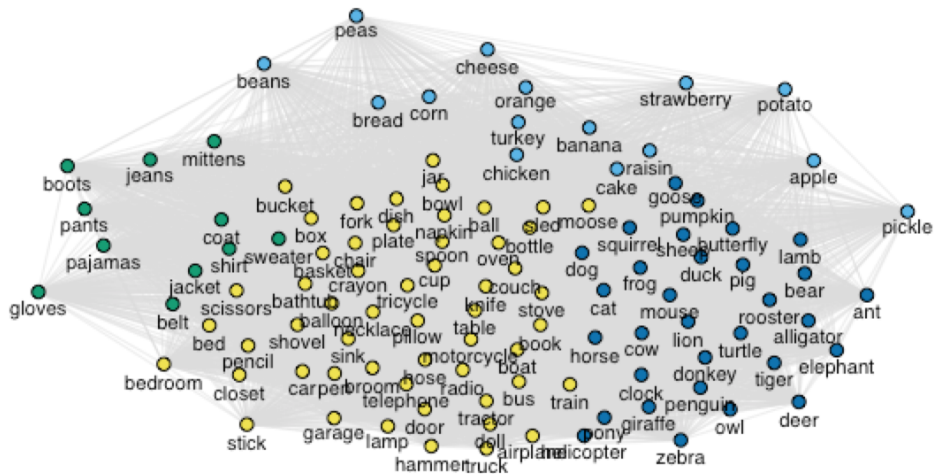 peas
beans
cheese
orange
strawberry
potato
bread
corn
turkey
banana
mittens
jeans
boots
chicken
raisin
cake
apple
jar
goose
pumpkin
bucket
fork
dish
bowl
napkin
ball
sled
moose
pickle
pants
coat
box
plate
bottle
squirrel
sheep
butterfly
pajamas
shirt
sweater
basket
chair
spoon
oven
dog
duck
lamb
jacket
crayon
cup
couch
frog
pig
bear
gloves
belt
scissors
bathtub
balloon
tricycle
knife
stove
cat
mouse
rooster
ant
bed
shovel
necklace
pillow
table
book
lion
alligator
pencil
sink
motorcycle
boat
horse
cow
turtle
elephant
bedroom
closet
carpet
broom
hose
radio
donkey
tiger
telephone
bus
train
clock
penguin
stick
garage
lamp
door
tractor
doll
pony
giraffe
owl
deer
hammer
truck
airplane
helicopter
zebra